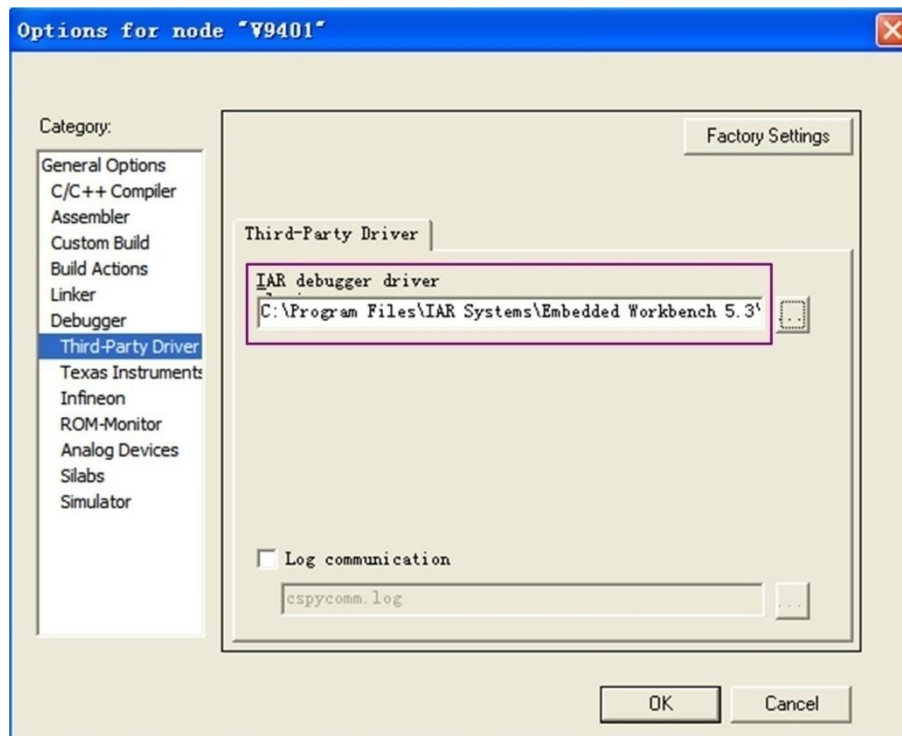 Options for node "V9401"
Category:
Factory Settings
General Options
C/C++ Compiler
Assembler
Custom Build
Build Actions
Linker
Debugger
Third-Party Driver
Texas Instruments
Infineon
ROM-Monitor
Analog Devices
Silabs
Simulator
Third-Party Driver
IAR debugger driver
C:\Program Files\IAR Systems\Embedded Workbench 5.3\
...
Log communication
cspycomm.log
...
OK
Cancel